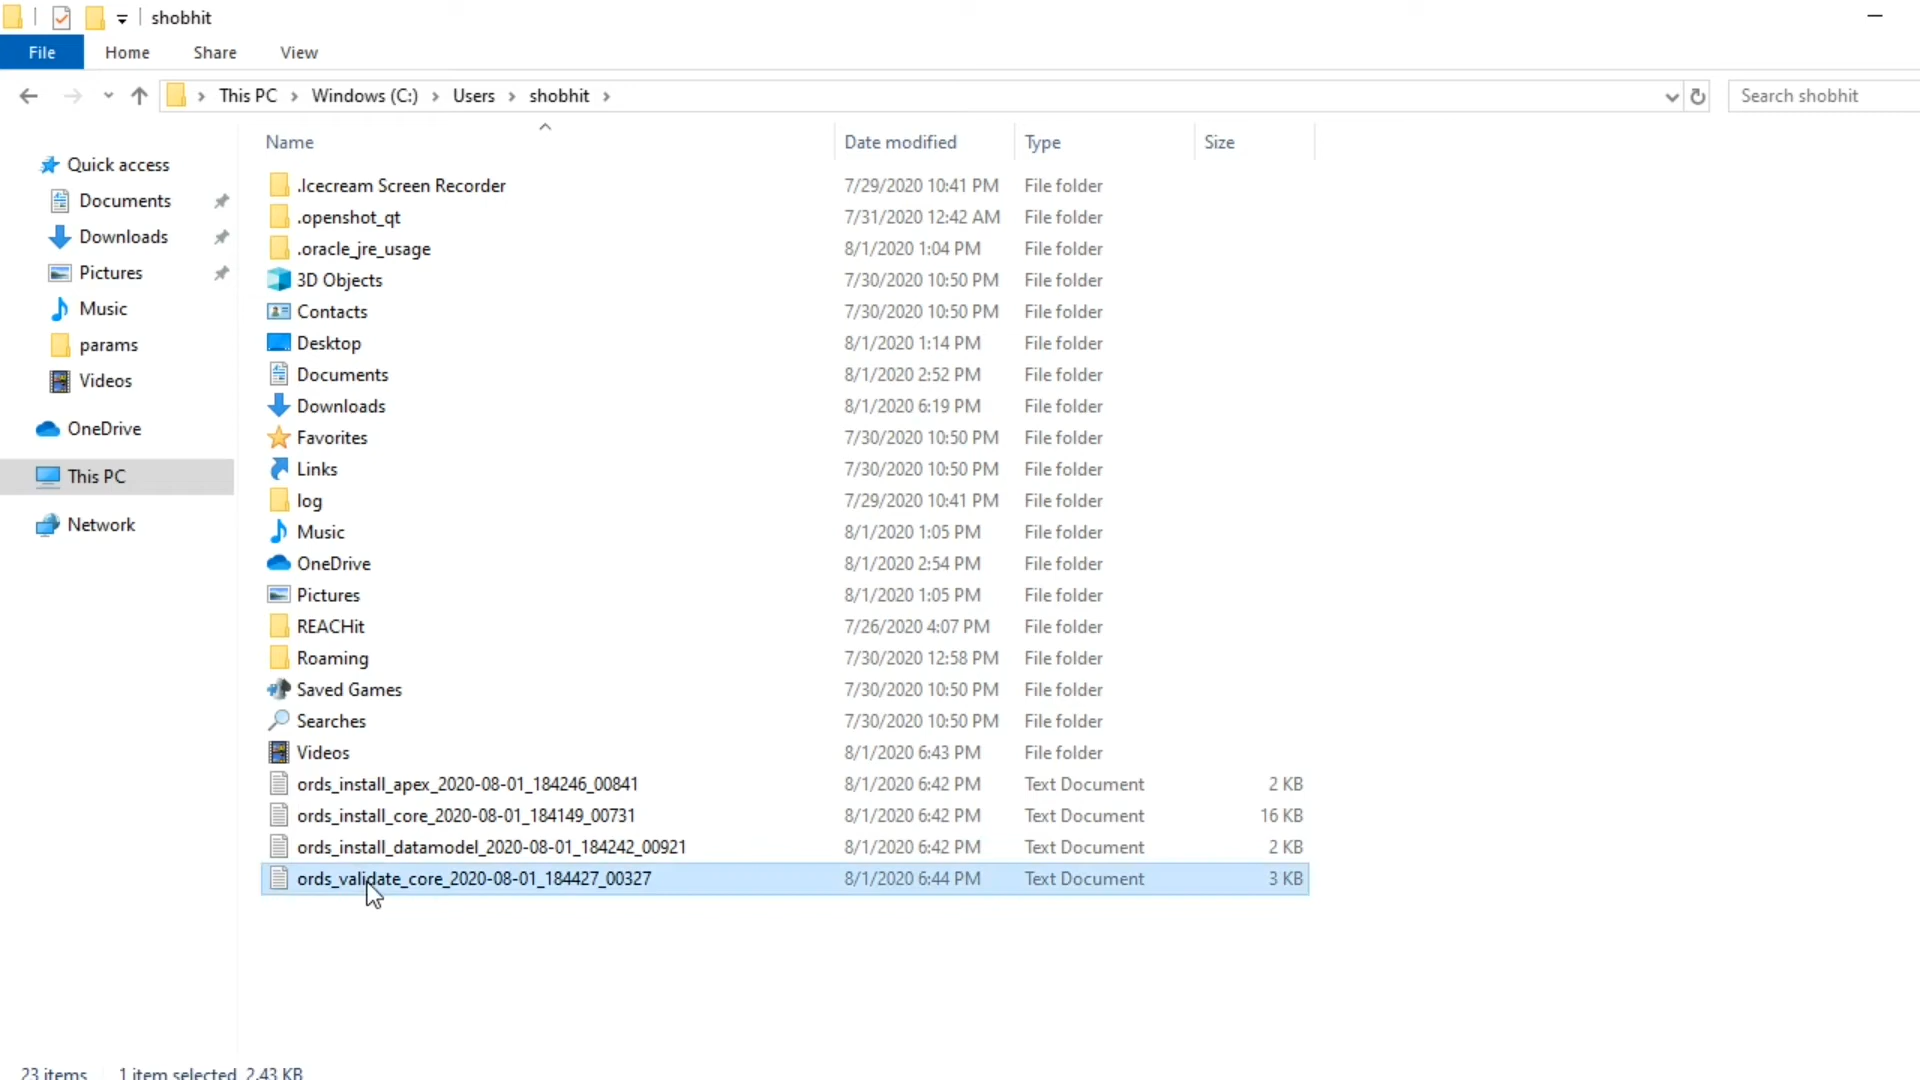 shobhit
File Home Share View
This PC Windows (C:) Users shobhit Search shobhit
Name Date modified Type Size
Quick access
Documents
Downloads
Pictures
Music
params
Videos
OneDrive
This PC
Network
.Icecream Screen Recorder 7/29/2020 10:41 PM File folder
.openshot_qt 7/31/2020 12:42 AM File folder
.oracle_jre_usage 8/1/2020 1:04 PM File folder
3D Objects 7/30/2020 10:50 PM File folder
Contacts 7/30/2020 10:50 PM File folder
Desktop 8/1/2020 1:14 PM File folder
Documents 8/1/2020 2:52 PM File folder
Downloads 8/1/2020 6:19 PM File folder
Favorites 7/30/2020 10:50 PM File folder
Links 7/30/2020 10:50 PM File folder
log 7/29/2020 10:41 PM File folder
Music 8/1/2020 1:05 PM File folder
OneDrive 8/1/2020 2:54 PM File folder
Pictures 8/1/2020 1:05 PM File folder
REACHit 7/26/2020 4:07 PM File folder
Roaming 7/30/2020 12:58 PM File folder
Saved Games 7/30/2020 10:50 PM File folder
Searches 7/30/2020 10:50 PM File folder
Videos 8/1/2020 6:43 PM File folder
ords_install_apex_2020-08-01_184246_00841 8/1/2020 6:42 PM Text Document 2 KB
ords_install_core_2020-08-01_184149_00731 8/1/2020 6:42 PM Text Document 16 KB
ords_install_datamodel_2020-08-01_184242_00921 8/1/2020 6:42 PM Text Document 2 KB
ords_validate_core_2020-08-01_184427_00327 8/1/2020 6:44 PM Text Document 3 KB
23 items 1 item selected 2.43 KB